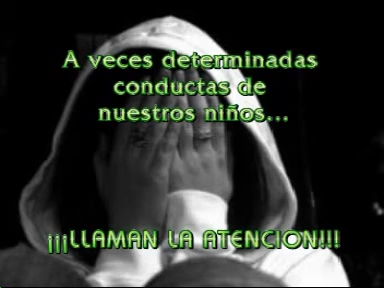 A veces determinadas
conductas de
nuestros niños...
¡¡¡LLAMAN LA ATENCION!!!